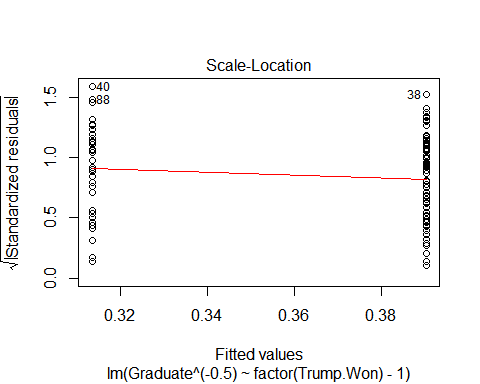 Scale-Location
√|Standardized residuals|
1.5
1.0
0.5
0.0
40
88
38
0.32
0.34
0.36
0.38
Fitted values
lm(Graduate^(-0.5) ~ factor(Trump.Won) - 1)